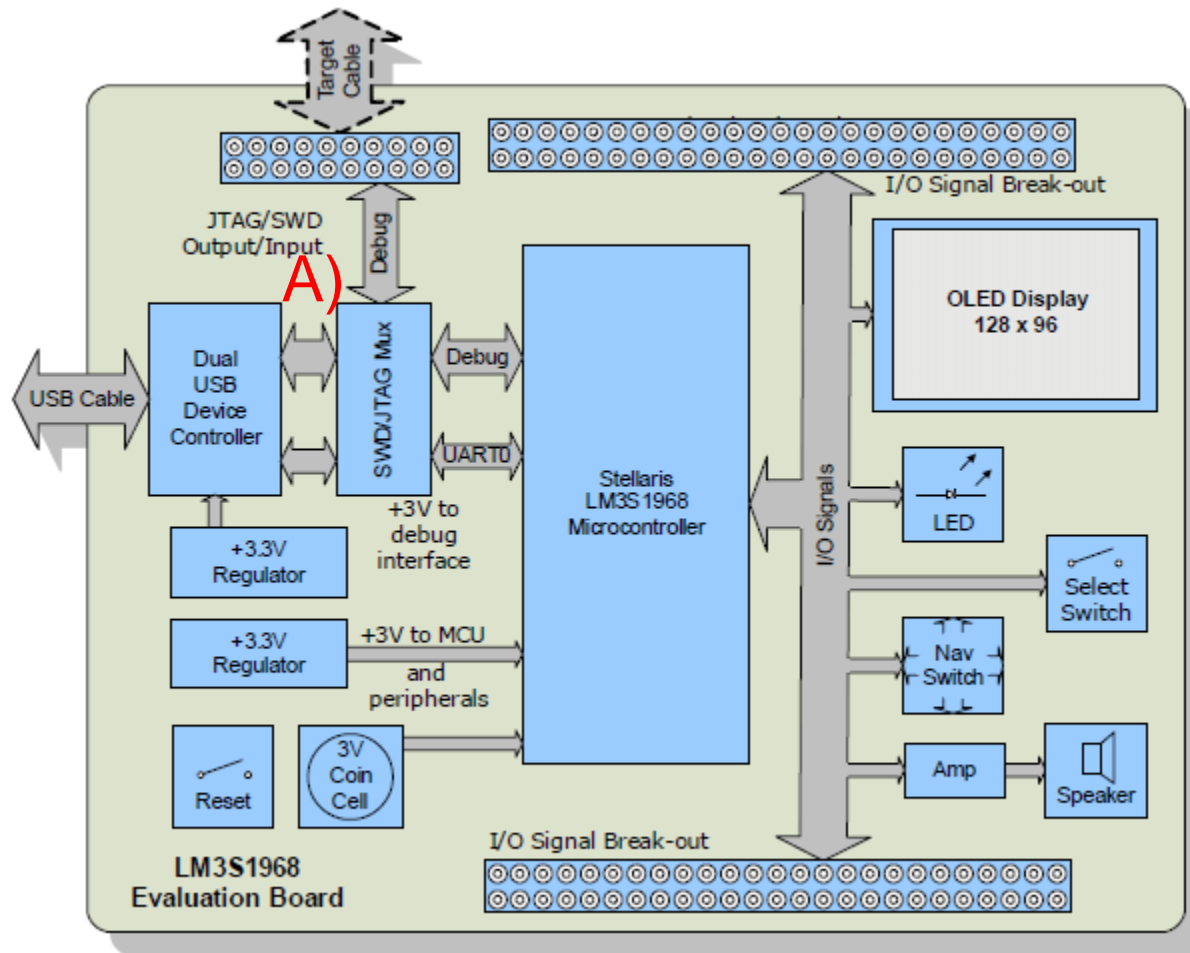 Target
Cable
I/O Signal Break-out
JTAG/SWD
Output/Input
A)
Debug
OLED Display
128 x 96
Dual
USB
Device
Controller
SWD/JTAG Mux
Debug
USB Cable
UART0
Stellaris
LM3S1968
Microcontroller
I/O Signals
LED
+3V to
debug
interface
+3.3V
Regulator
Select
Switch
+3.3V
Regulator
+3V to MCU
and
peripherals
Nav
Switch
3V
Coin
Cell
Reset
Amp
Speaker
I/O Signal Break-out
LM3S1968
Evaluation Board